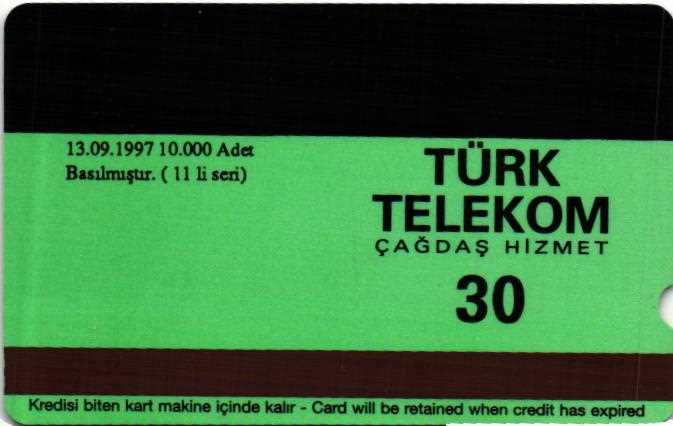 13.09.1997 10.000 Adet
Basılmıştır. ( 11 li seri)
TÜRK
TELEKOM
ÇAĞDAŞ HİZMET
30
Kredisi biten kart makine içinde kalır - Card will be retained when credit has expired